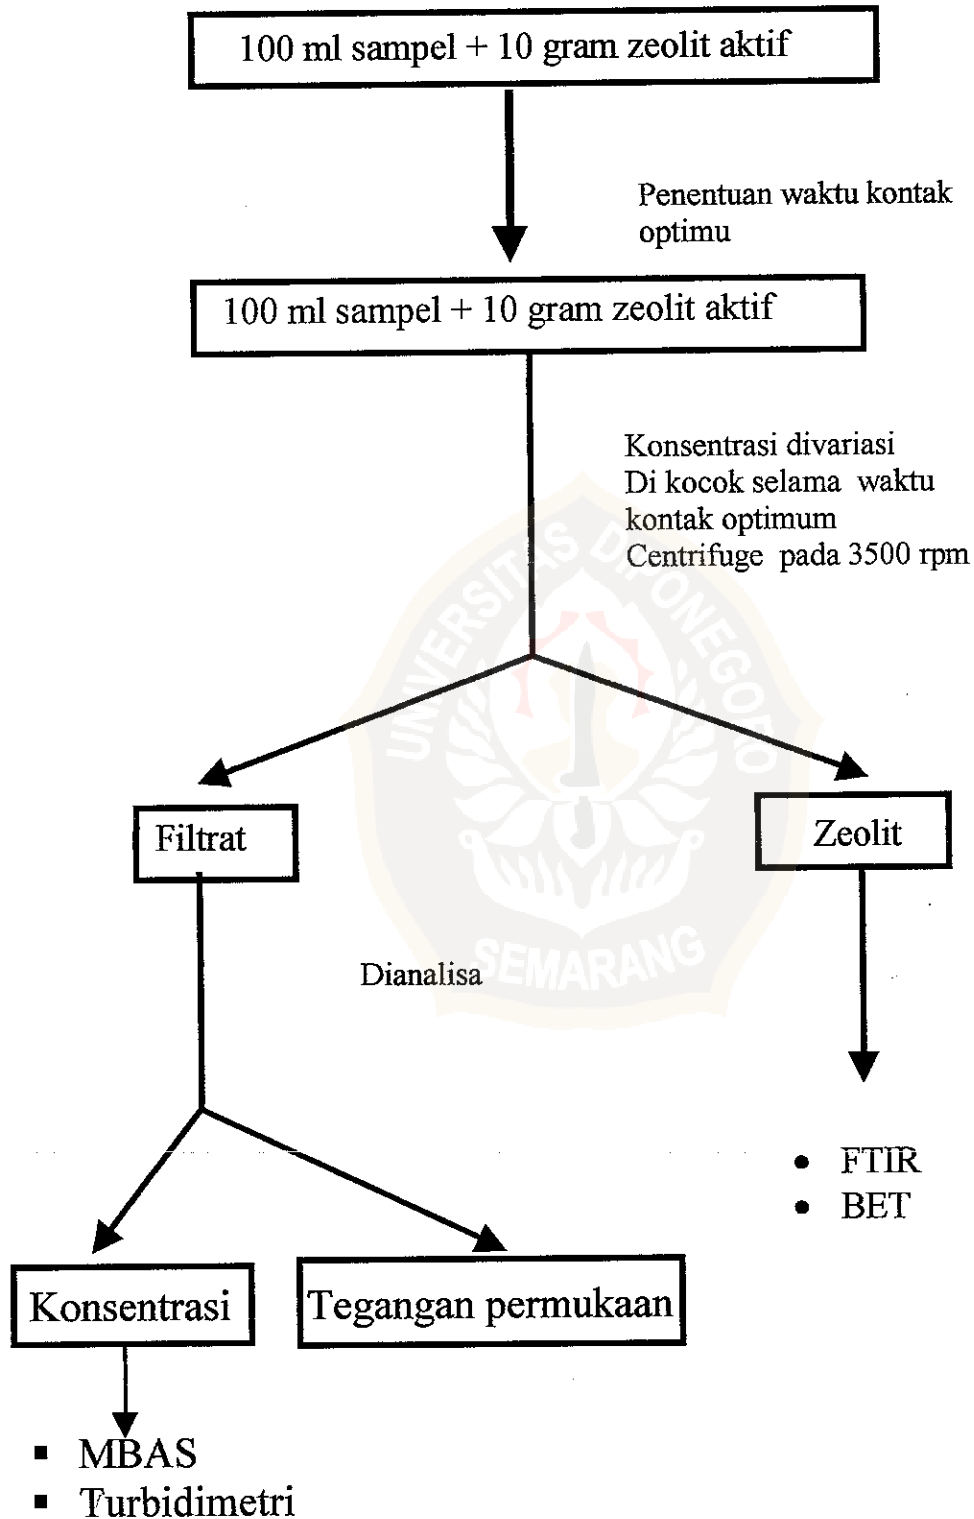 100 ml sampel + 10 gram zeolit aktif
Penentuan waktu kontak
optimu
100 ml sampel + 10 gram zeolit aktif
Konsentrasi divariasi
Di kocok selama waktu
kontak optimum
Centrifuge pada 3500 rpm
UNIVERSITAS DIPONEGORO
SEMARANG
Filtrat
Zeolit
Dianalisa
FTIR
BET
Konsentrasi
Tegangan permukaan
MBAS
Turbidimetri